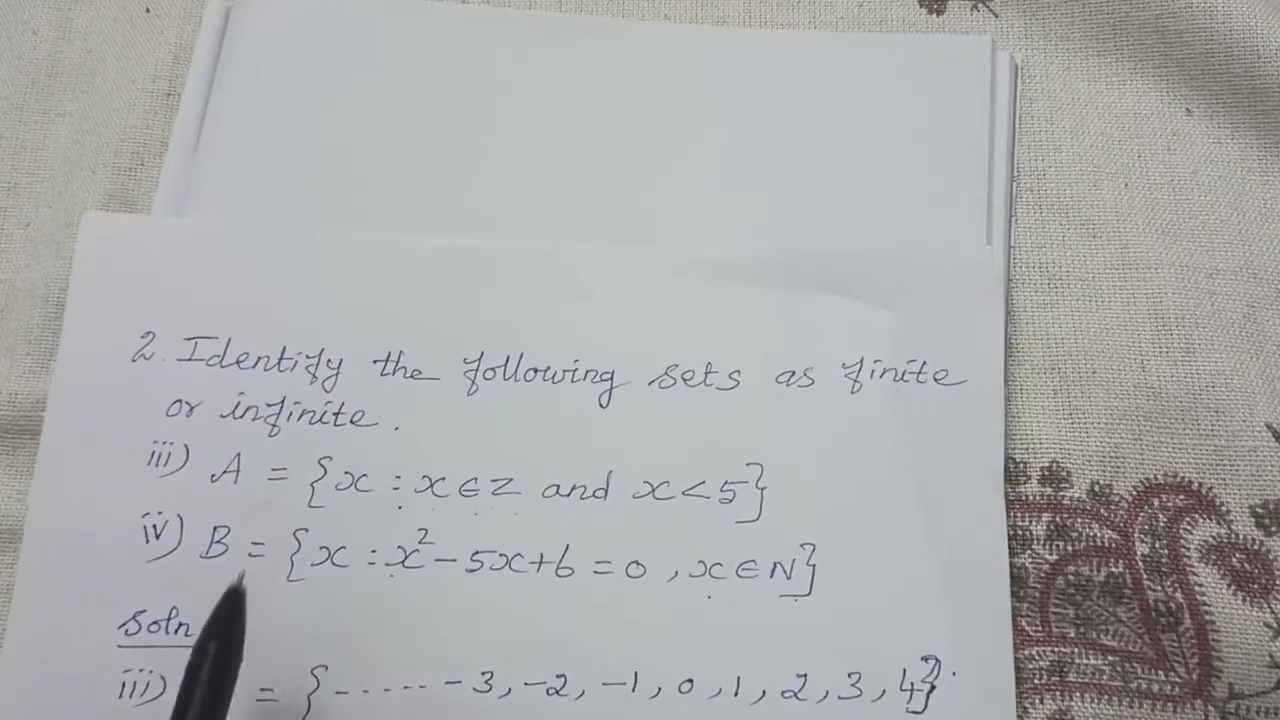 2. Identify the following sets as finite
or infinite.
iii) A = {x : x ∈ Z and x < 5}
iv) B = {x : x² - 5x + 6 = 0 , x ∈ N}
Soln
iii) = {- - - - - -3, -2, -1, 0, 1, 2, 3, 4}.